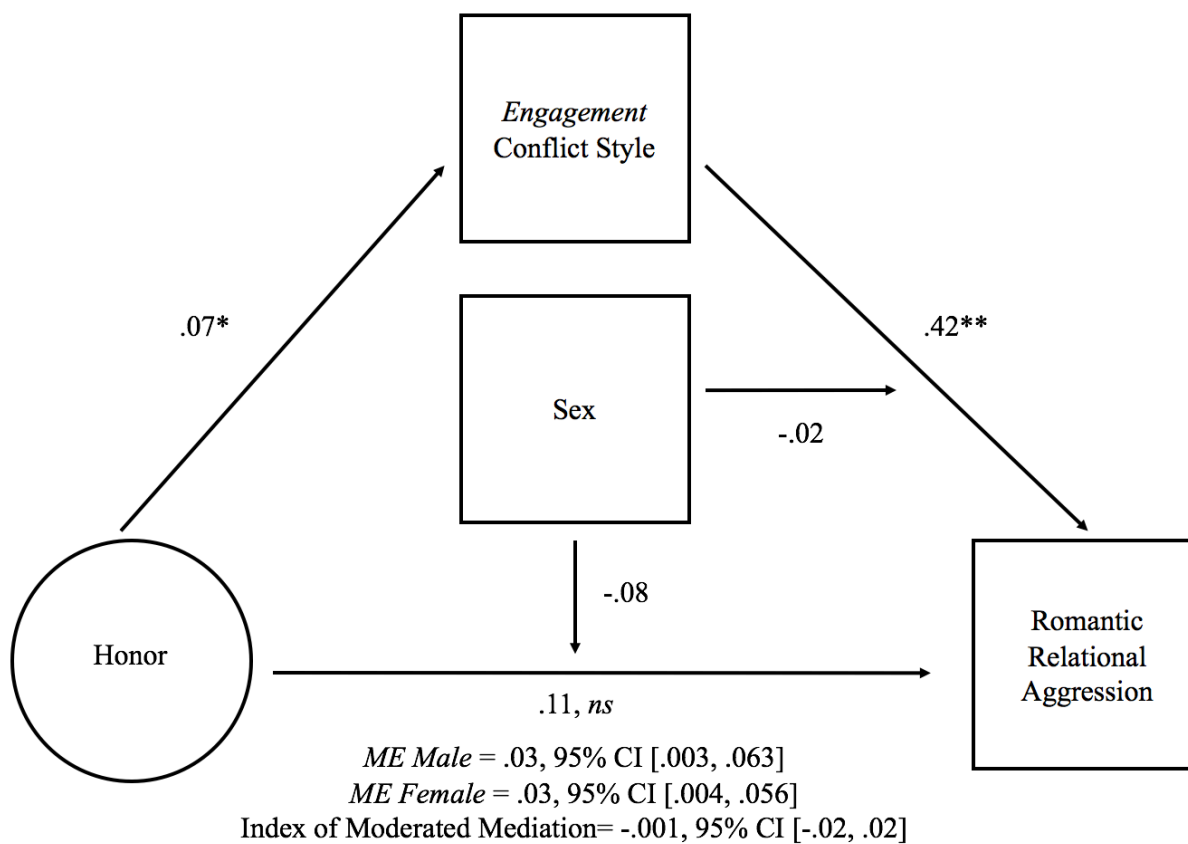 Engagement
Conflict Style
.07*
.42**
Sex
-.02
-.08
Honor
Romantic
Relational
Aggression
.11, ns
ME Male = .03, 95% CI [.003, .063]
ME Female = .03, 95% CI [.004, .056]
Index of Moderated Mediation= -.001, 95% CI [-.02, .02]